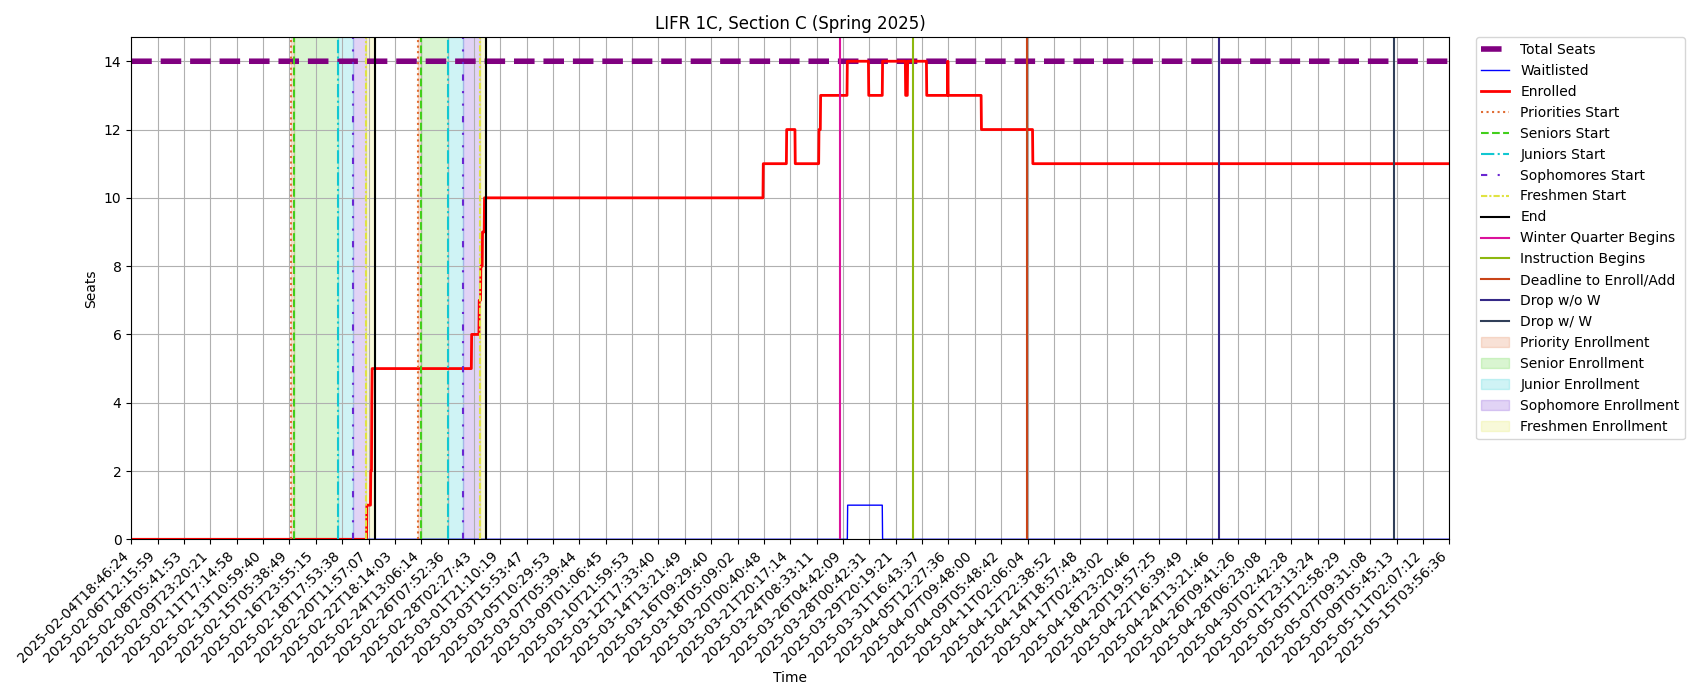 LIFR 1C, Section C (Spring 2025)
Seats
14
12
10
8
6
4
2
0
2025-02-04T18:46:24
2025-02-06T12:15:59
2025-02-08T05:41:53
2025-02-09T23:20:21
2025-02-11T17:14:58
2025-02-13T10:59:40
2025-02-15T05:38:49
2025-02-16T23:55:15
2025-02-18T17:53:38
2025-02-20T11:57:07
2025-02-22T18:14:03
2025-02-24T13:06:14
2025-02-26T07:52:36
2025-02-28T02:27:43
2025-03-01T21:10:19
2025-03-03T15:53:47
2025-03-05T10:29:53
2025-03-07T05:39:44
2025-03-09T01:06:45
2025-03-10T21:59:53
2025-03-12T17:33:40
2025-03-14T13:21:49
2025-03-16T09:29:40
2025-03-18T05:09:02
2025-03-20T00:40:48
2025-03-21T20:17:14
2025-03-24T08:33:11
2025-03-26T04:42:09
2025-03-28T00:42:31
2025-03-29T20:19:21
2025-03-31T16:43:37
2025-04-05T12:27:36
2025-04-07T09:48:00
2025-04-09T05:48:42
2025-04-11T02:06:04
2025-04-12T22:38:52
2025-04-14T18:57:48
2025-04-17T02:43:02
2025-04-18T23:20:46
2025-04-20T19:57:25
2025-04-22T16:39:49
2025-04-24T13:21:46
2025-04-26T09:41:26
2025-04-28T06:23:08
2025-04-30T02:42:28
2025-05-01T23:13:24
2025-05-05T12:58:29
2025-05-07T09:31:08
2025-05-09T05:45:13
2025-05-11T02:07:12
2025-05-15T03:56:36
Time
Total Seats
Waitlisted
Enrolled
Priorities Start
Seniors Start
Juniors Start
Sophomores Start
Freshmen Start
End
Winter Quarter Begins
Instruction Begins
Deadline to Enroll/Add
Drop w/o W
Drop w/ W
Priority Enrollment
Senior Enrollment
Junior Enrollment
Sophomore Enrollment
Freshmen Enrollment